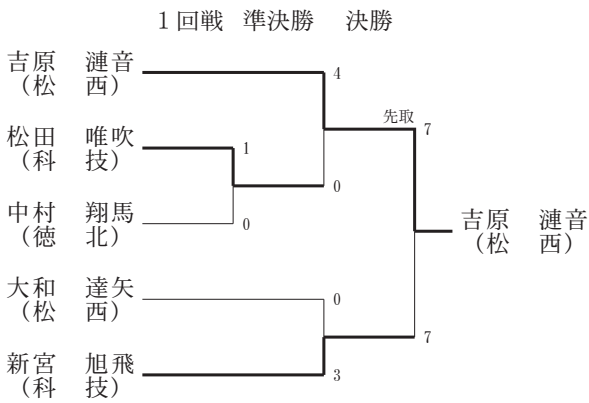 1回戦 準決勝 決勝
吉原 漣音
(松 西)
4
先取
7
松田 唯吹
(科 技)
1
0
中村 翔馬
(徳 北)
0
吉原 漣音
(松 西)
大和 達矢
(松 西)
0
7
新宮 旭飛
(科 技)
3